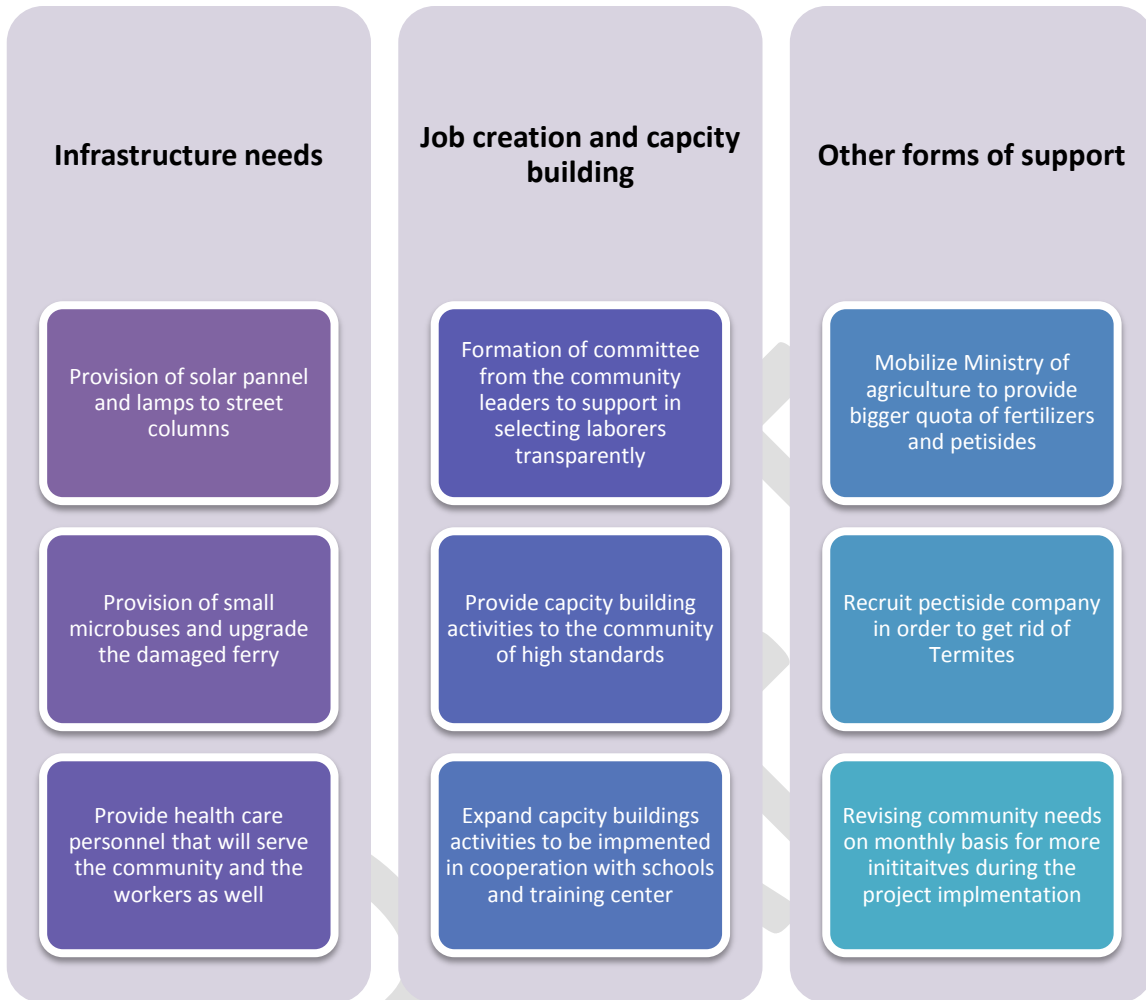 Infrastructure needs
Provision of solar pannel
and lamps to street
columns
Provision of small
microbuses and upgrade
the damaged ferry
Provide health care
personnel that will serve
the community and the
workers as well
Job creation and capcity
building
Formation of committee
from the community
leaders to support in
selecting laborers
transparently
Provide capcity building
activities to the community
of high standards
Expand capcity buildings
activities to be impmented
in cooperation with schools
and training center
Other forms of support
Mobilize Ministry of
agriculture to provide
bigger quota of fertilizers
and petisides
Recruit pectiside company
in order to get rid of
Termites
Revising community needs
on monthly basis for more
inititaitves during the
project implmentation